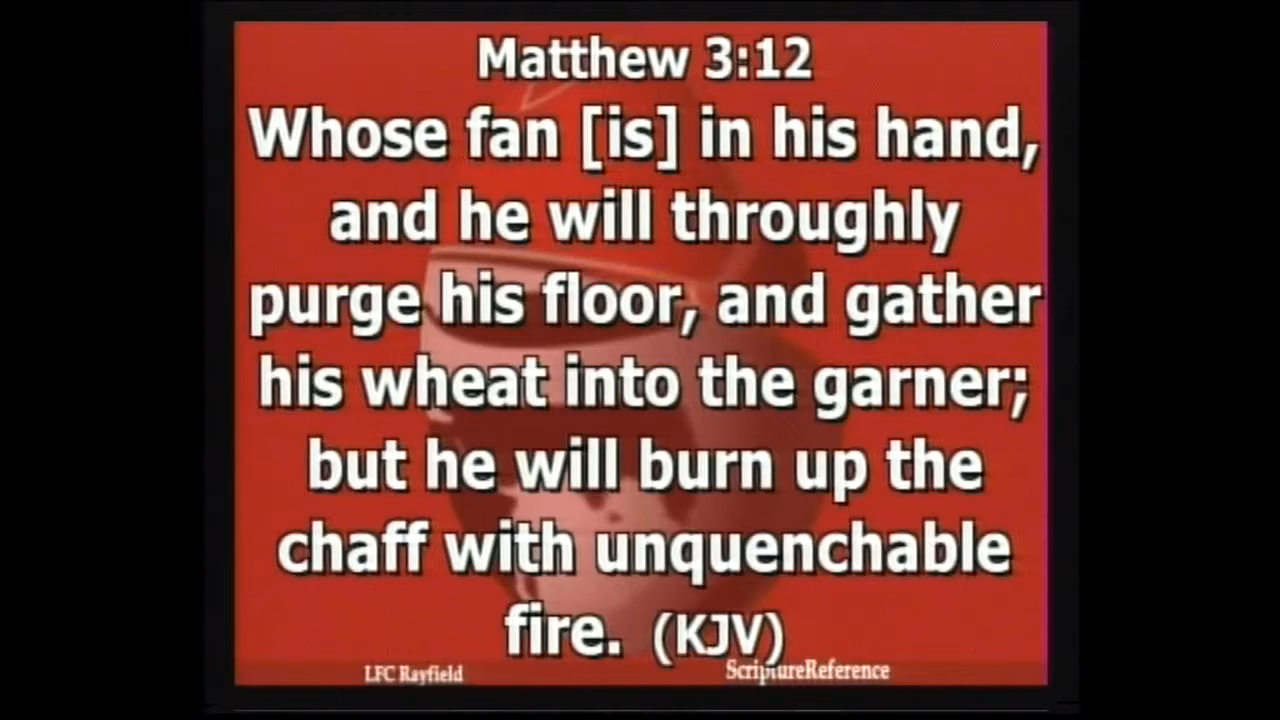 Matthew 3:12
Whose fan [is] in his hand,
and he will throughly
purge his floor, and gather
his wheat into the garner;
but he will burn up the
chaff with unquenchable
fire. (KJV)
LFC Rayfield
ScriptureReference